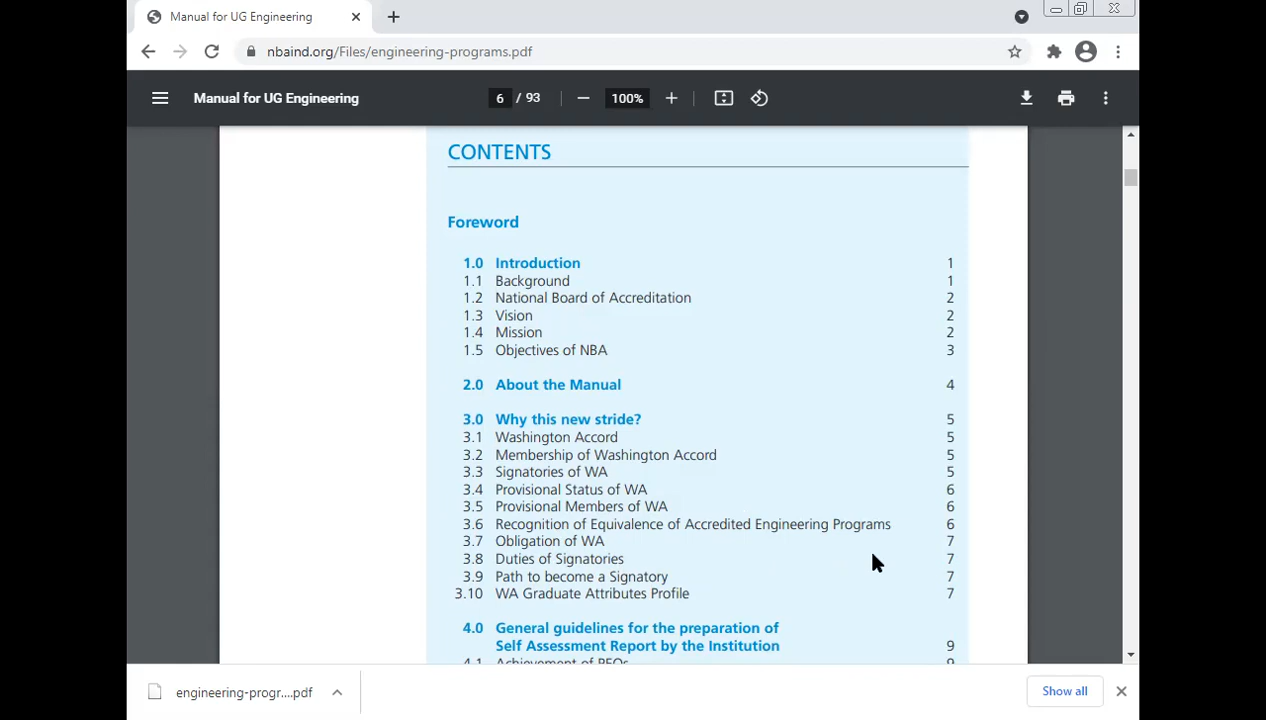 Manual for UG Engineering
nbaind.org/Files/engineering-programs.pdf
Manual for UG Engineering
6 / 93
100%
CONTENTS
Foreword
1.0 Introduction 1
1.1 Background 1
1.2 National Board of Accreditation 2
1.3 Vision 2
1.4 Mission 2
1.5 Objectives of NBA 3
2.0 About the Manual 4
3.0 Why this new stride? 5
3.1 Washington Accord 5
3.2 Membership of Washington Accord 5
3.3 Signatories of WA 5
3.4 Provisional Status of WA 6
3.5 Provisional Members of WA 6
3.6 Recognition of Equivalence of Accredited Engineering Programs 6
3.7 Obligation of WA 7
3.8 Duties of Signatories 7
3.9 Path to become a Signatory 7
3.10 WA Graduate Attributes Profile 7
4.0 General guidelines for the preparation of
Self Assessment Report by the Institution 9
4.1 Achievement of PEOs 9
engineering-progr....pdf
Show all